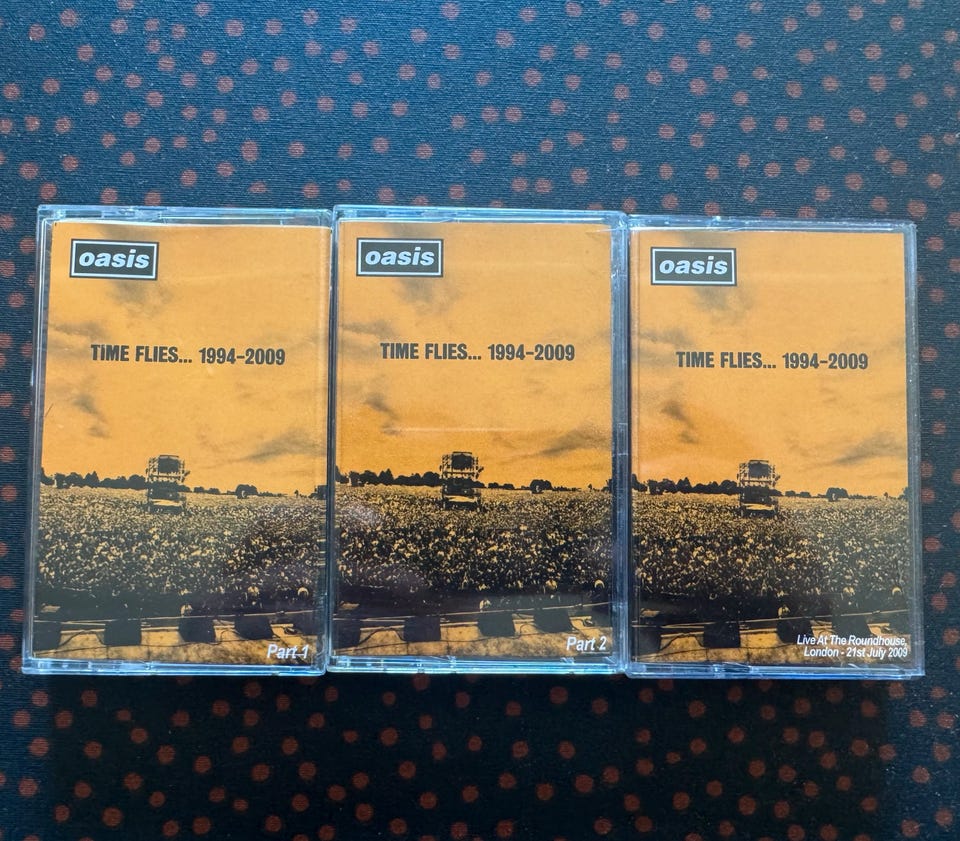 oasis
TIME FLIES... 1994-2009
Part 1
oasis
TIME FLIES... 1994-2009
Part 2
oasis
TIME FLIES... 1994-2009
Live At The Roundhouse,
London - 21st July 2009